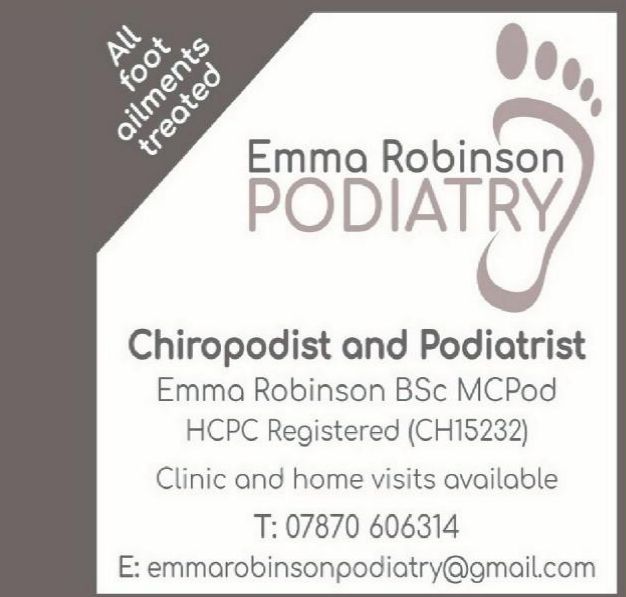 All
foot
ailments
treated
Emma Robinson
PODIATRY
Chiropodist and Podiatrist
Emma Robinson BSc MCPod
HCPC Registered (CH15232)
Clinic and home visits available
T: 07870 606314
E: emmarobinsonpodiatry@gmail.com